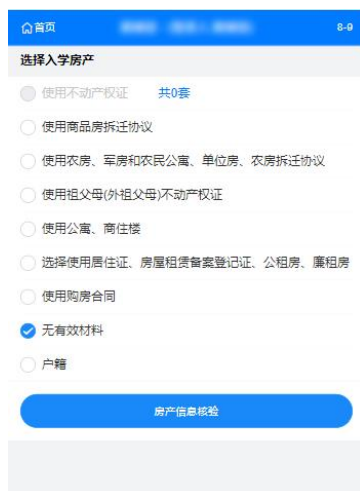 首页
8-9
选择入学房产
使用不动产权证 共0套
使用商品房拆迁协议
使用农房、军房和农民公寓、单位房、农房拆迁协议
使用祖父母(外祖父母)不动产权证
使用公寓、商住楼
选择使用居住证、房屋租赁备案登记证、公租房、廉租房
使用购房合同
无有效材料
户籍
房产信息核验